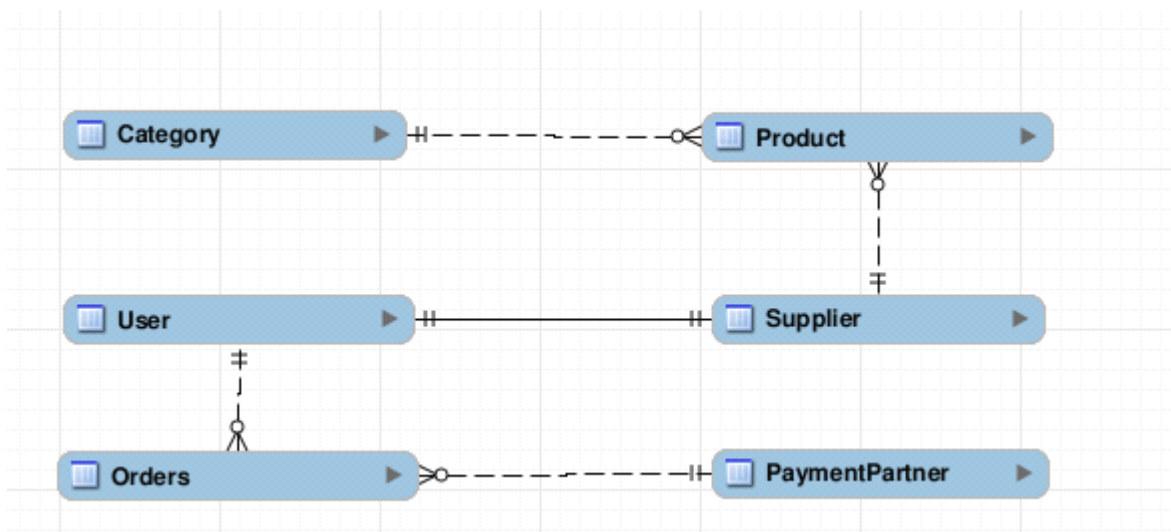 Category
Product
User
Supplier
Orders
PaymentPartner